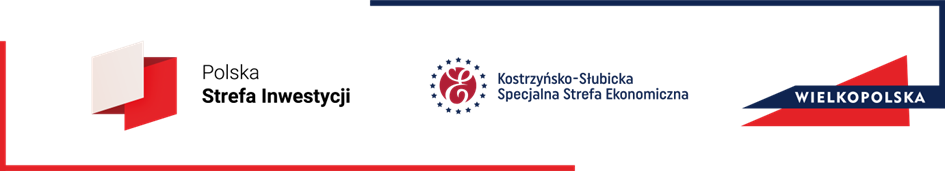 Polska
Strefa Inwestycji
Kostrzyńsko-Słubicka
Specjalna Strefa Ekonomiczna
WIELKOPOLSKA